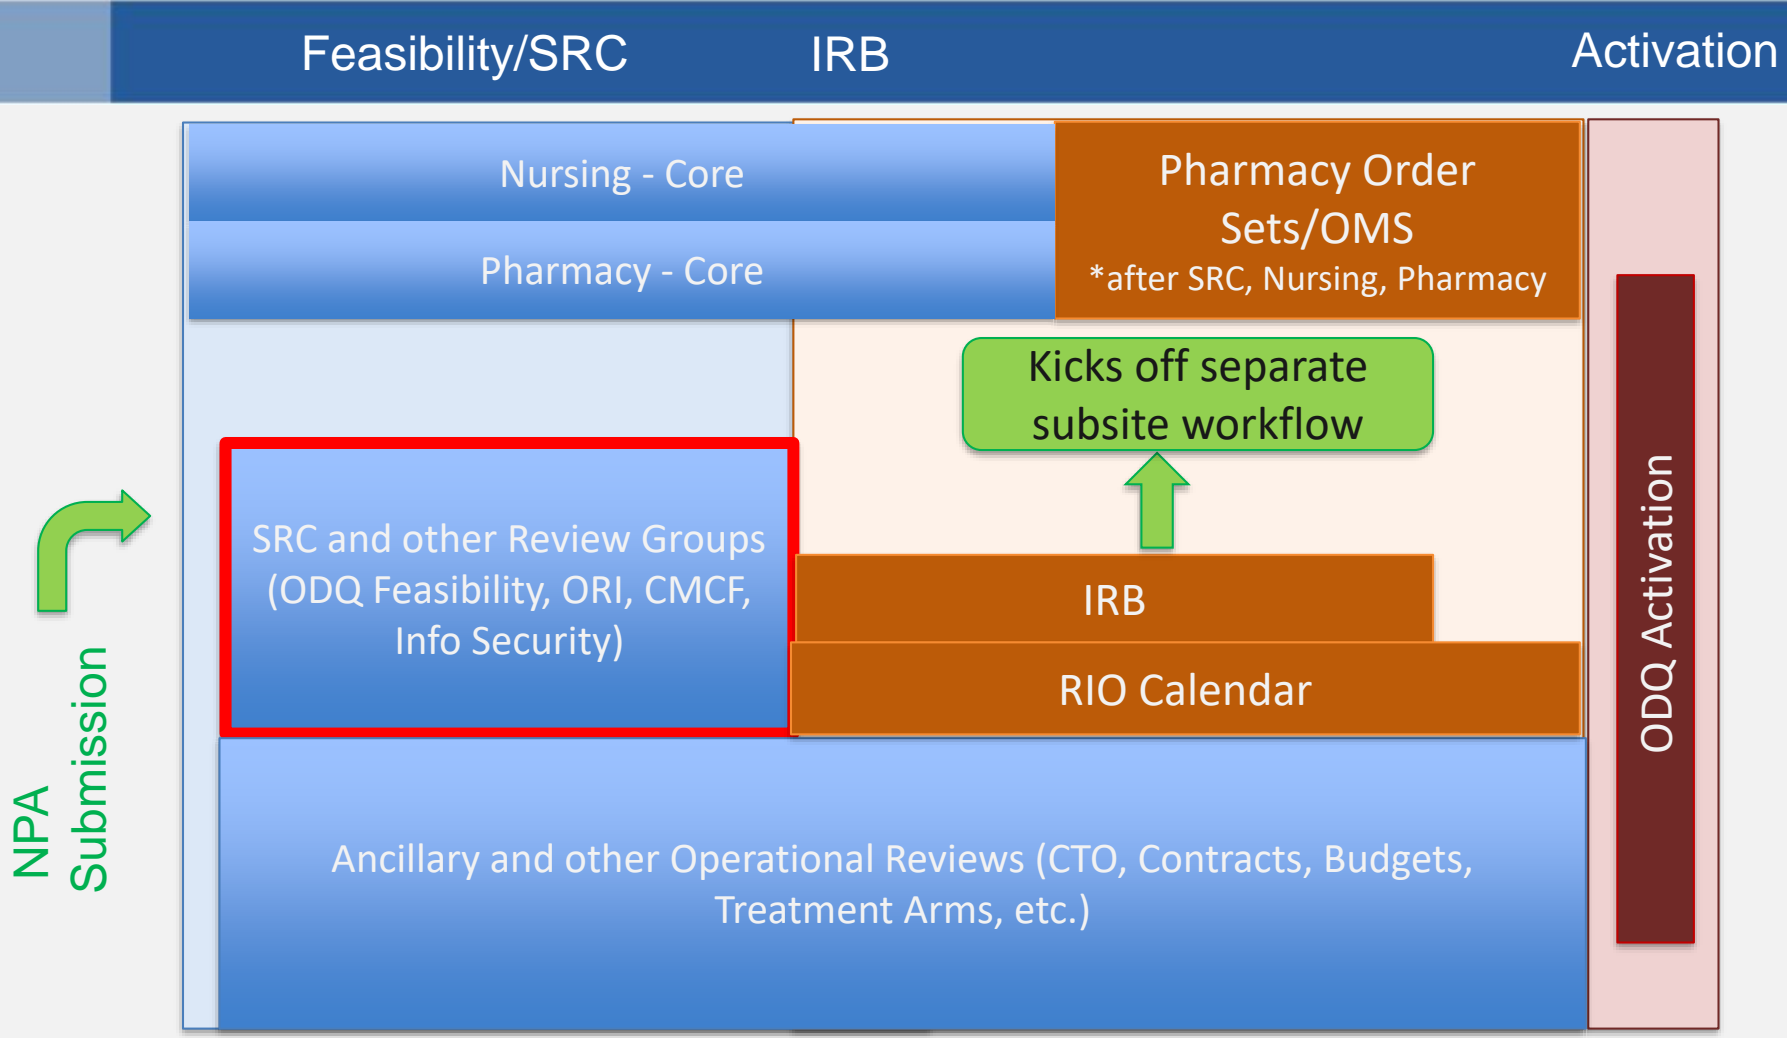 Feasibility/SRC
IRB
Activation
Nursing - Core
Pharmacy - Core
Pharmacy Order
Sets/OMS
*after SRC, Nursing, Pharmacy
Kicks off separate
subsite workflow
SRC and other Review Groups
(ODQ Feasibility, ORI, CMCF,
Info Security)
IRB
RIO Calendar
NPA
Submission
Ancillary and other Operational Reviews (CTO, Contracts, Budgets,
Treatment Arms, etc.)
ODQ Activation